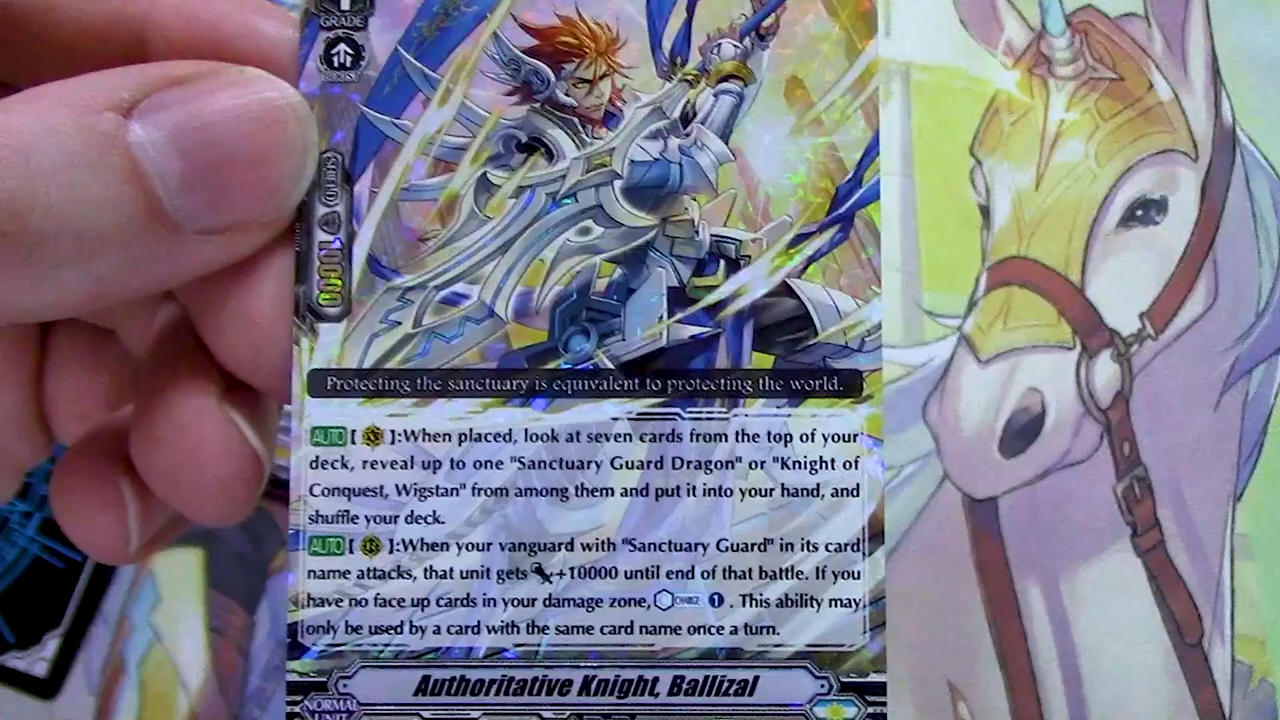 GRADE
BOOST
SHIELD 10000
Protecting the sanctuary is equivalent to protecting the world.
AUTO [ ]:When placed, look at seven cards from the top of your
deck, reveal up to one "Sanctuary Guard Dragon" or "Knight of
Conquest, Wigstan" from among them and put it into your hand, and
shuffle your deck.
AUTO [ ]:When your vanguard with "Sanctuary Guard" in its card
name attacks, that unit gets +10000 until end of that battle. If you
have no face up cards in your damage zone, CHARGE 1 . This ability may
only be used by a card with the same card name once a turn.
Authoritative Knight, Ballizal
NORMAL
UNIT